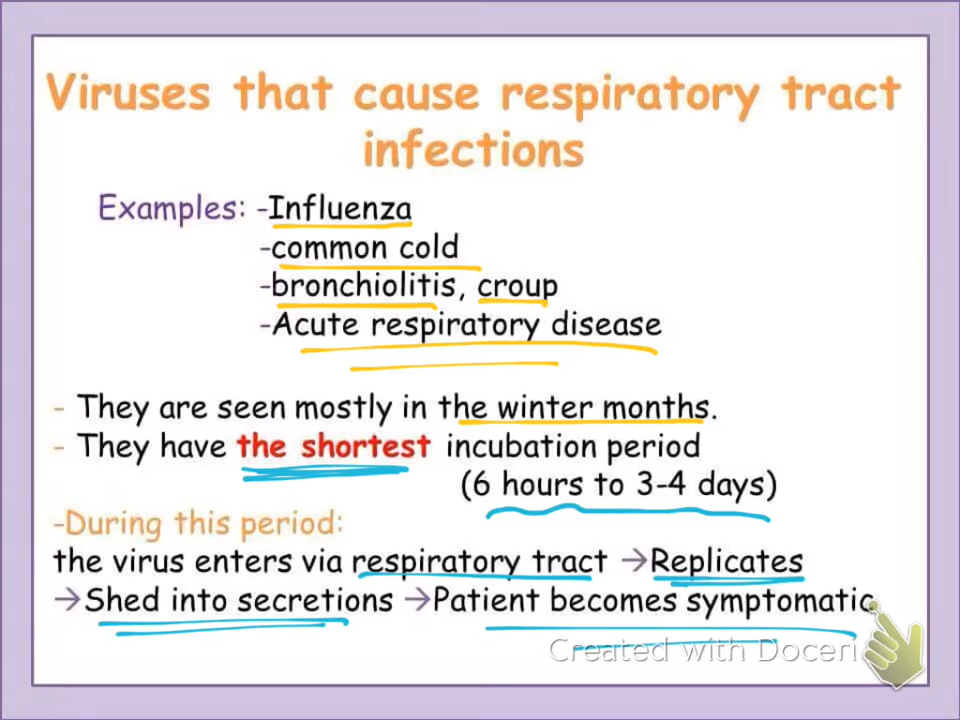 Viruses that cause respiratory tract
infections
Examples: -Influenza
-common cold
-bronchiolitis, croup
-Acute respiratory disease
- They are seen mostly in the winter months.
- They have the shortest incubation period
(6 hours to 3-4 days)
-During this period:
the virus enters via respiratory tract →Replicates
→Shed into secretions →Patient becomes symptomatic
Created with Doceri